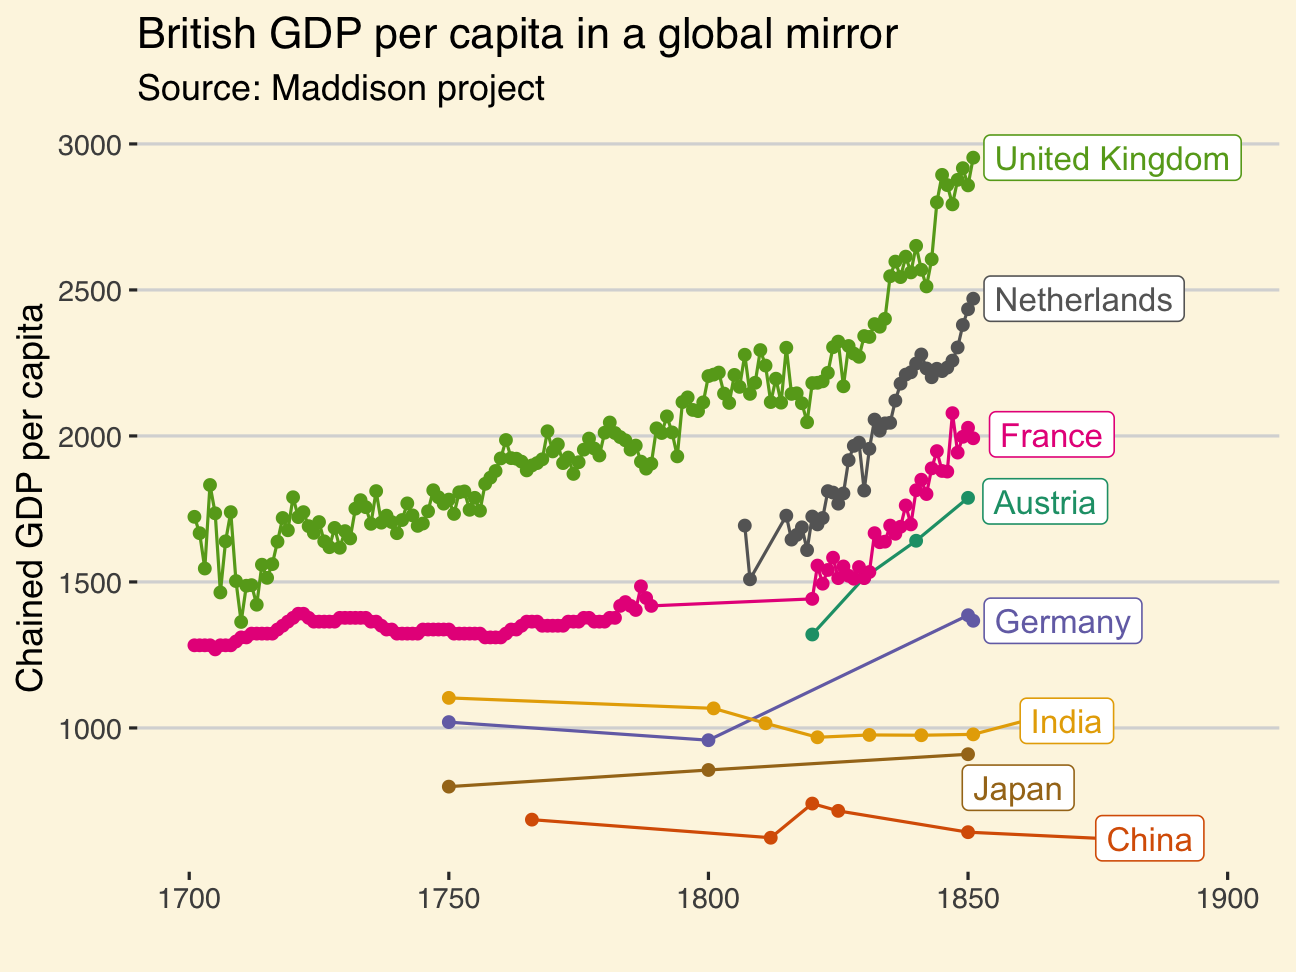 British GDP per capita in a global mirror
Source: Maddison project
Chained GDP per capita
3000
2500
2000
1500
1000
United Kingdom
Netherlands
France
Austria
Germany
India
Japan
China
1700
1750
1800
1850
1900